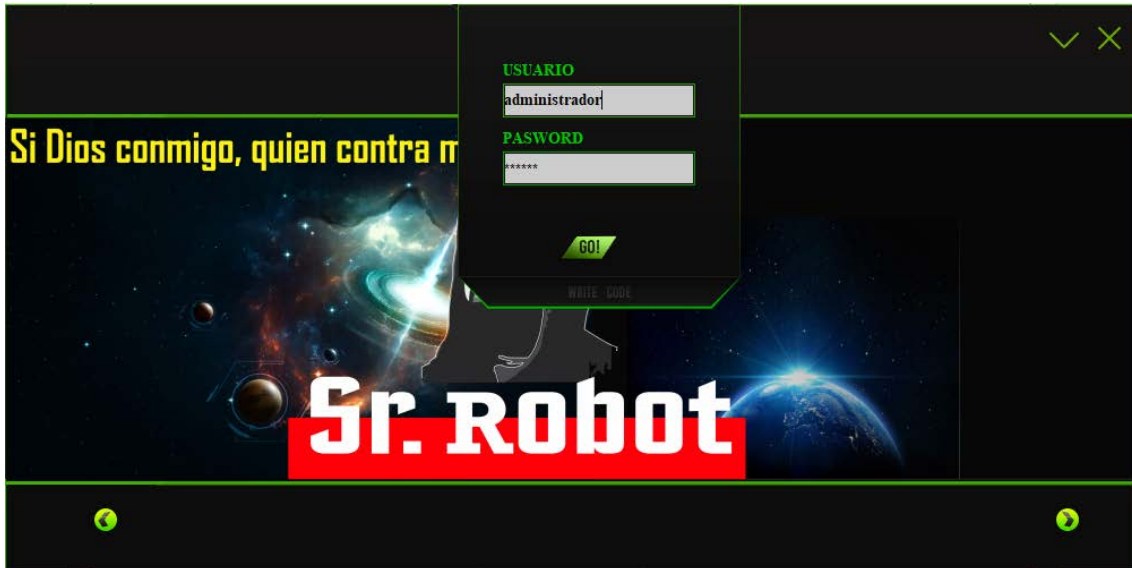 USUARIO
administrador
PASWORD
******
Si Dios conmigo, quien contra m
GO!
WRITE CODE
Sr. Robot